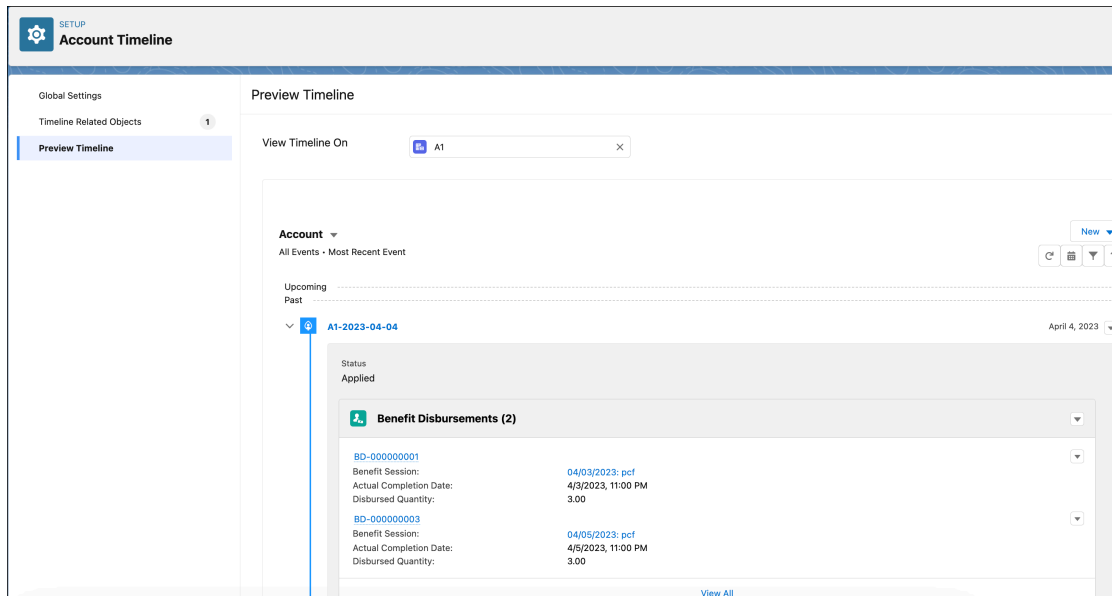 SETUP
Account Timeline
Global Settings
Timeline Related Objects 1
Preview Timeline
Preview Timeline
View Timeline On A1
Account
New
All Events • Most Recent Event
Upcoming
Past
A1-2023-04-04 April 4, 2023
Status
Applied
Benefit Disbursements (2)
BD-000000001
Benefit Session: 04/03/2023: pcf
Actual Completion Date: 4/3/2023, 11:00 PM
Disbursed Quantity: 3.00
BD-000000003
Benefit Session: 04/05/2023: pcf
Actual Completion Date: 4/5/2023, 11:00 PM
Disbursed Quantity: 3.00
View All